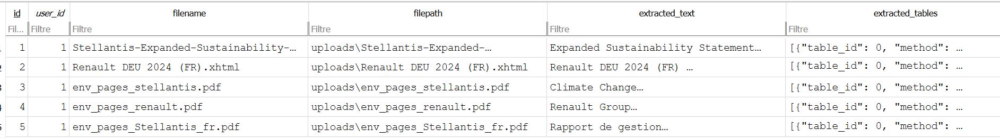 id user_id filename filepath extracted_text extracted_tables
Fil... Filtre Filtre Filtre Filtre Filtre
1 1 Stellantis-Expanded-Sustainability-… uploads\Stellantis-Expanded-… Expanded Sustainability Statement… [{"table_id": 0, "method": …
2 2 1 Renault DEU 2024 (FR).xhtml uploads\Renault DEU 2024 (FR).xhtml Renault DEU 2024 (FR) … [{"table_id": 0, "method": …
3 3 1 env_pages_stellantis.pdf uploads\env_pages_stellantis.pdf Climate Change… [{"table_id": 0, "method": …
4 4 1 env_pages_renault.pdf uploads\env_pages_renault.pdf Renault Group… [{"table_id": 0, "method": …
5 5 1 env_pages_Stellantis_fr.pdf uploads\env_pages_Stellantis_fr.pdf Rapport de gestion… [{"table_id": 0, "method": …